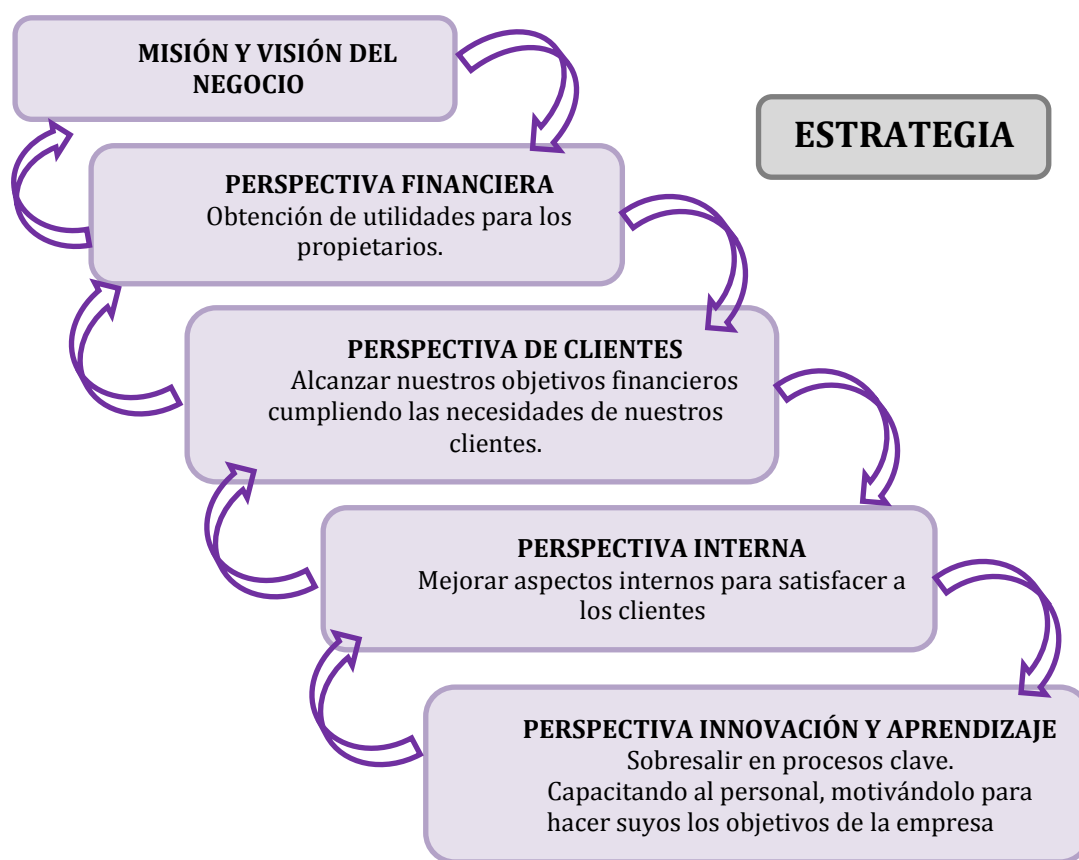 MISIÓN Y VISIÓN DEL
NEGOCIO
ESTRATEGIA
PERSPECTIVA FINANCIERA
Obtención de utilidades para los
propietarios.
PERSPECTIVA DE CLIENTES
Alcanzar nuestros objetivos financieros
cumpliendo las necesidades de nuestros
clientes.
PERSPECTIVA INTERNA
Mejorar aspectos internos para satisfacer a
los clientes
PERSPECTIVA INNOVACIÓN Y APRENDIZAJE
Sobresalir en procesos clave.
Capacitando al personal, motivándolo para
hacer suyos los objetivos de la empresa